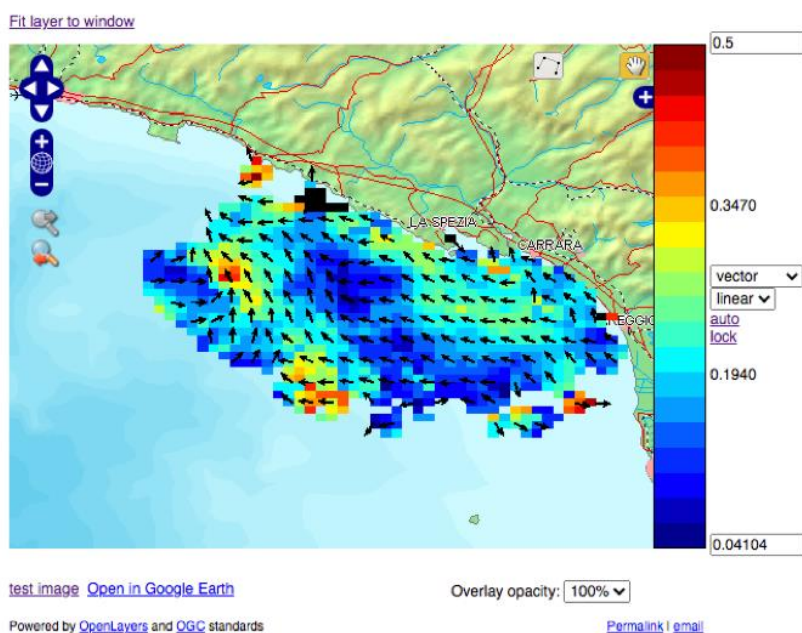 Fit layer to window
0.5
0.3470
LA SPEZIA
CARRARA
vector
linear
auto
lock
REGGIO
0.1940
0.04104
test image Open in Google Earth
Overlay opacity: 100%
Powered by OpenLayers and OGC standards
Permalink | email